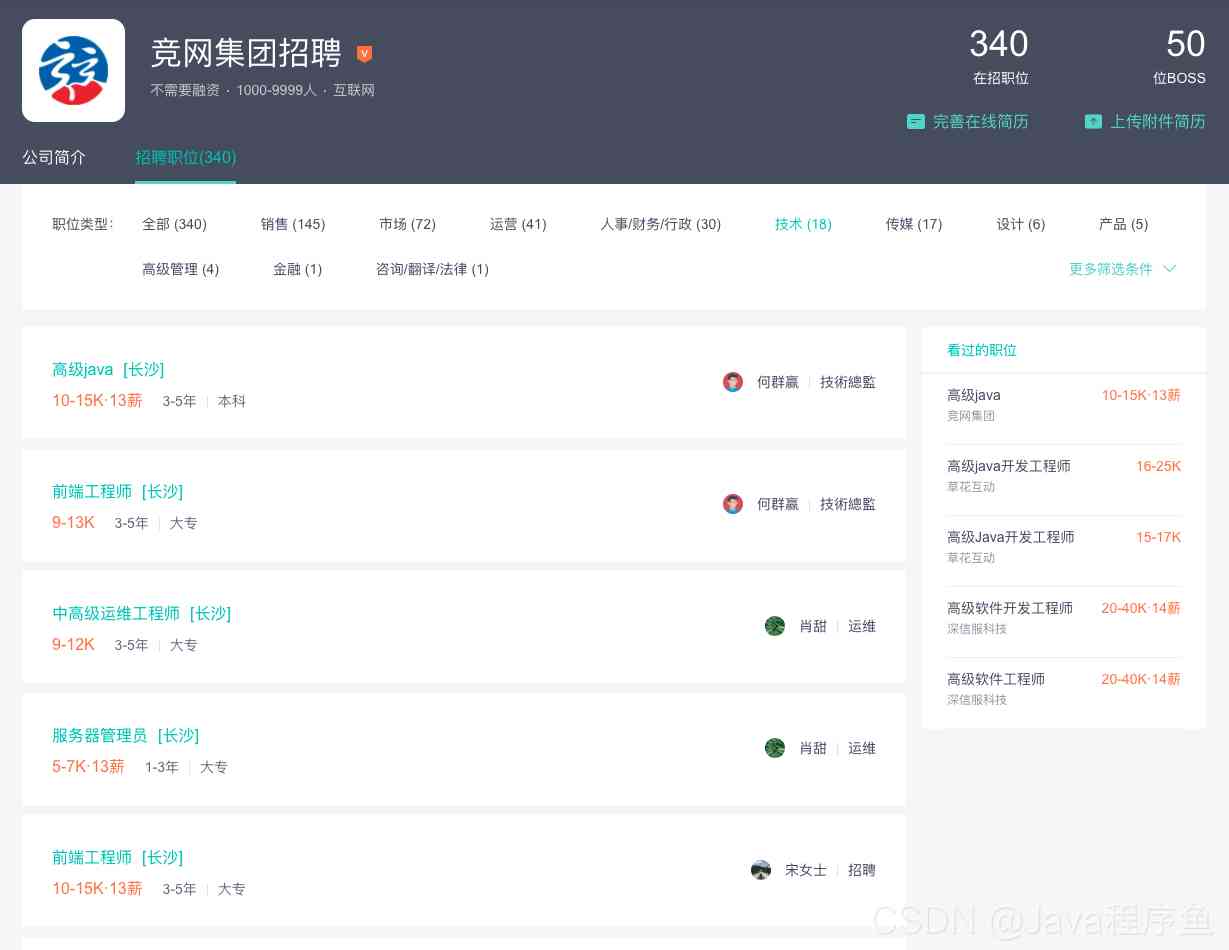 竞网集团招聘 V
不需要融资 · 1000-9999人 · 互联网
340
在招职位
50
位BOSS
完善在线简历
上传附件简历
公司简介 招聘职位(340)
职位类型: 全部 (340) 销售 (145) 市场 (72) 运营 (41) 人事/财务/行政 (30) 技术 (18) 传媒 (17) 设计 (6) 产品 (5)
高级管理 (4) 金融 (1) 咨询/翻译/法律 (1) 更多筛选条件
高级java [长沙]
10-15K·13薪 3-5年 本科
何群赢 技術總監
前端工程师 [长沙]
9-13K 3-5年 大专
何群赢 技術總監
中高级运维工程师 [长沙]
9-12K 3-5年 大专
肖甜 运维
服务器管理员 [长沙]
5-7K·13薪 1-3年 大专
肖甜 运维
前端工程师 [长沙]
10-15K·13薪 3-5年 大专
宋女士 招聘
看过的职位
高级java 10-15K·13薪
竞网集团
高级java开发工程师 16-25K
草花互动
高级Java开发工程师 15-17K
草花互动
高级软件开发工程师 20-40K·14薪
深信服科技
高级软件工程师 20-40K·14薪
深信服科技
CSDN @Java程序鱼